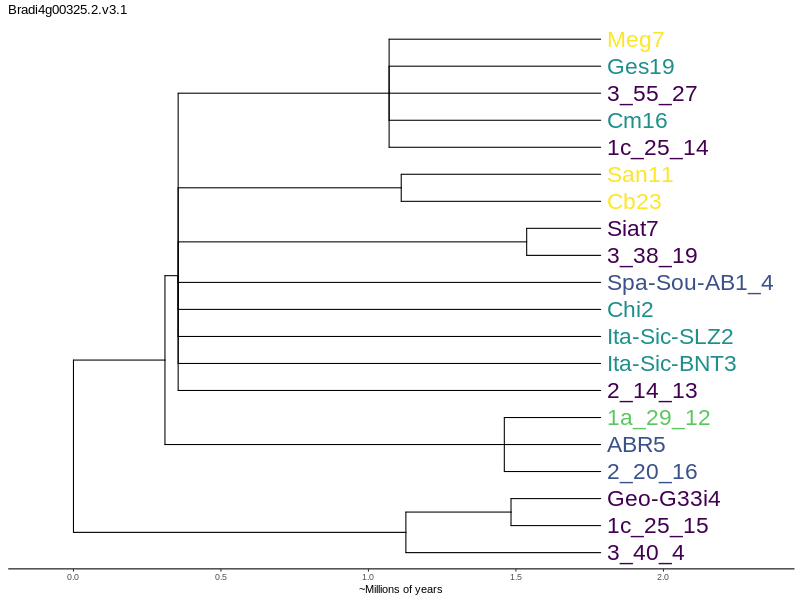 Bradi4g00325.2.v3.1
Meg7
Ges19
3_55_27
Cm16
1c_25_14
San11
Cb23
Siat7
3_38_19
Spa-Sou-AB1_4
Chi2
Ita-Sic-SLZ2
Ita-Sic-BNT3
2_14_13
1a_29_12
ABR5
2_20_16
Geo-G33i4
1c_25_15
3_40_4
0.0 0.5 1.0 1.5 2.0
~Millions of years